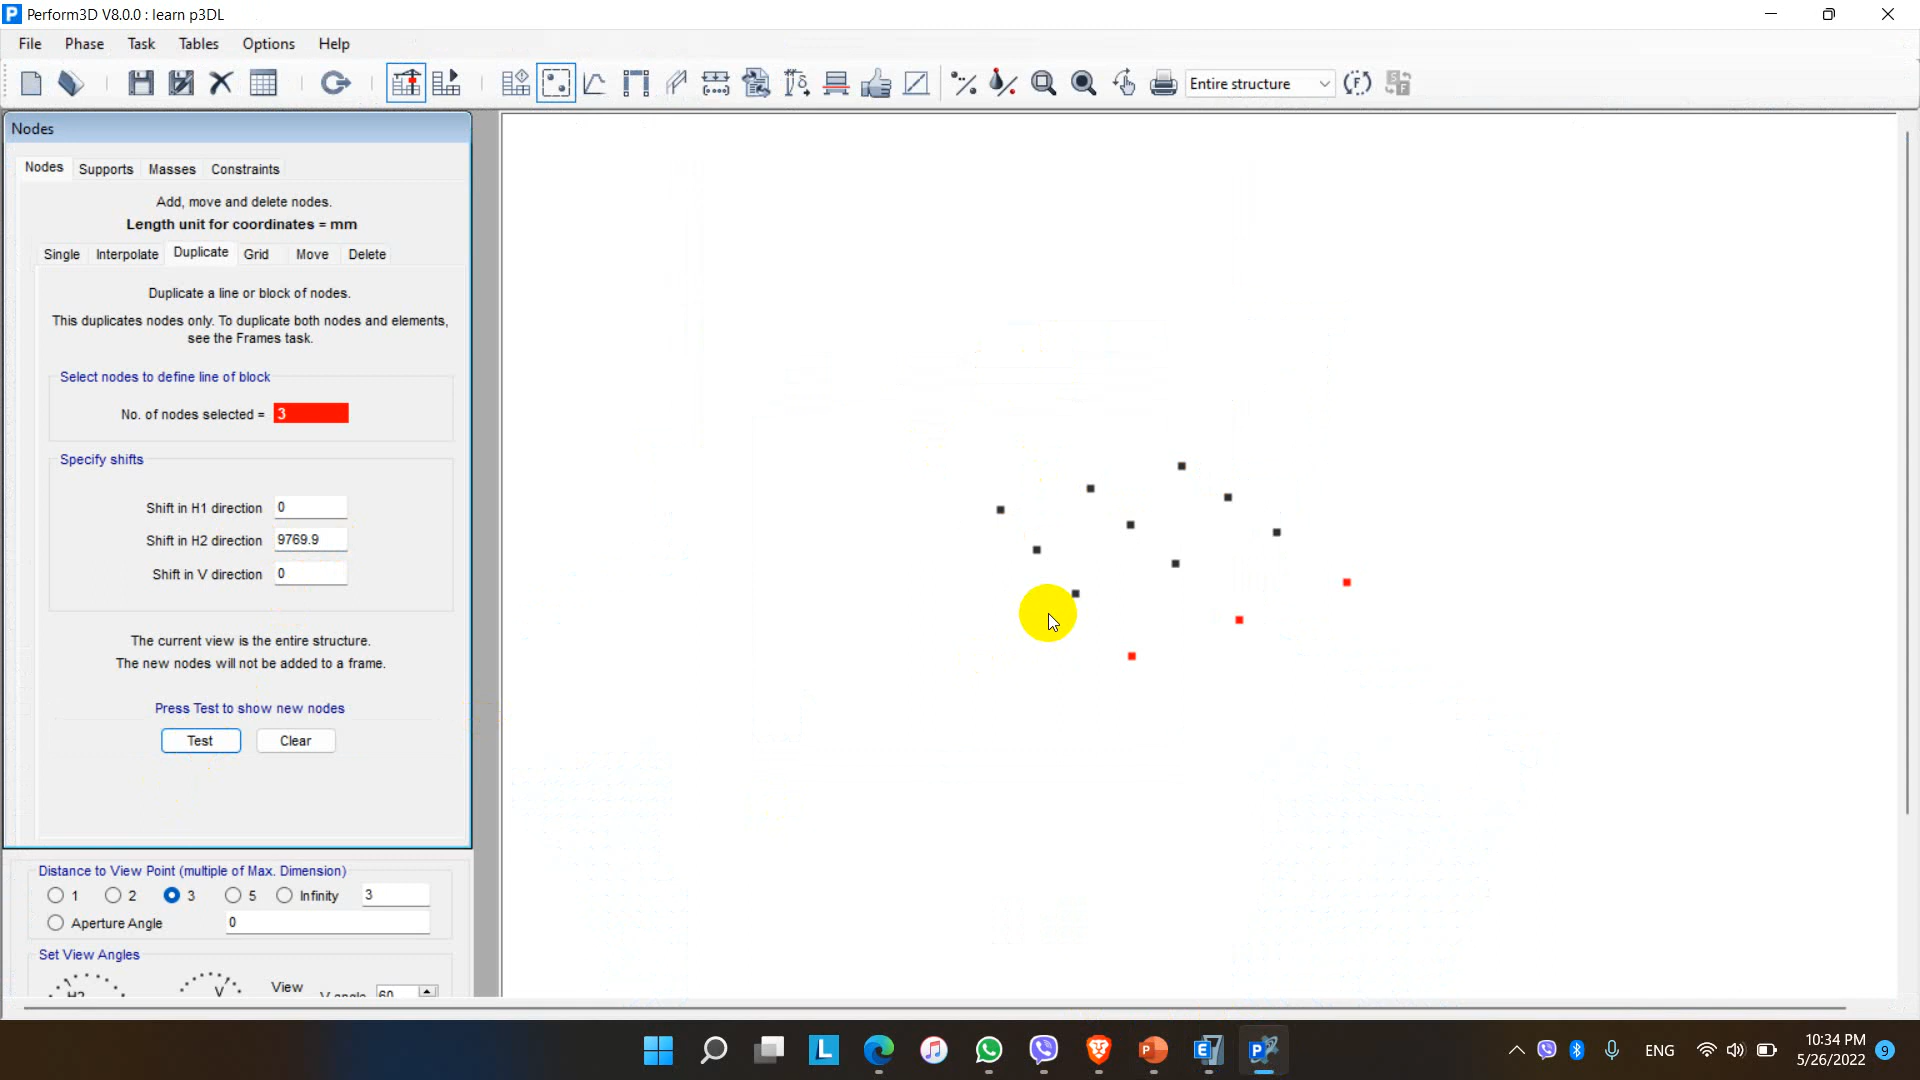 Perform3D V8.0.0 : learn p3DL
File Phase Task Tables Options Help
Entire structure
Nodes
Nodes Supports Masses Constraints
Add, move and delete nodes.
Length unit for coordinates = mm
Single Interpolate Duplicate Grid Move Delete
Duplicate a line or block of nodes.
This duplicates nodes only. To duplicate both nodes and elements,
see the Frames task.
Select nodes to define line of block
No. of nodes selected = 3
Specify shifts
Shift in H1 direction 0
Shift in H2 direction 9769.9
Shift in V direction 0
The current view is the entire structure.
The new nodes will not be added to a frame.
Press Test to show new nodes
Test Clear
Distance to View Point (multiple of Max. Dimension)
1 2 3 5 Infinity 3
Aperture Angle 0
Set View Angles
H2 V View V angle 60
ENG
10:34 PM
5/26/2022
9